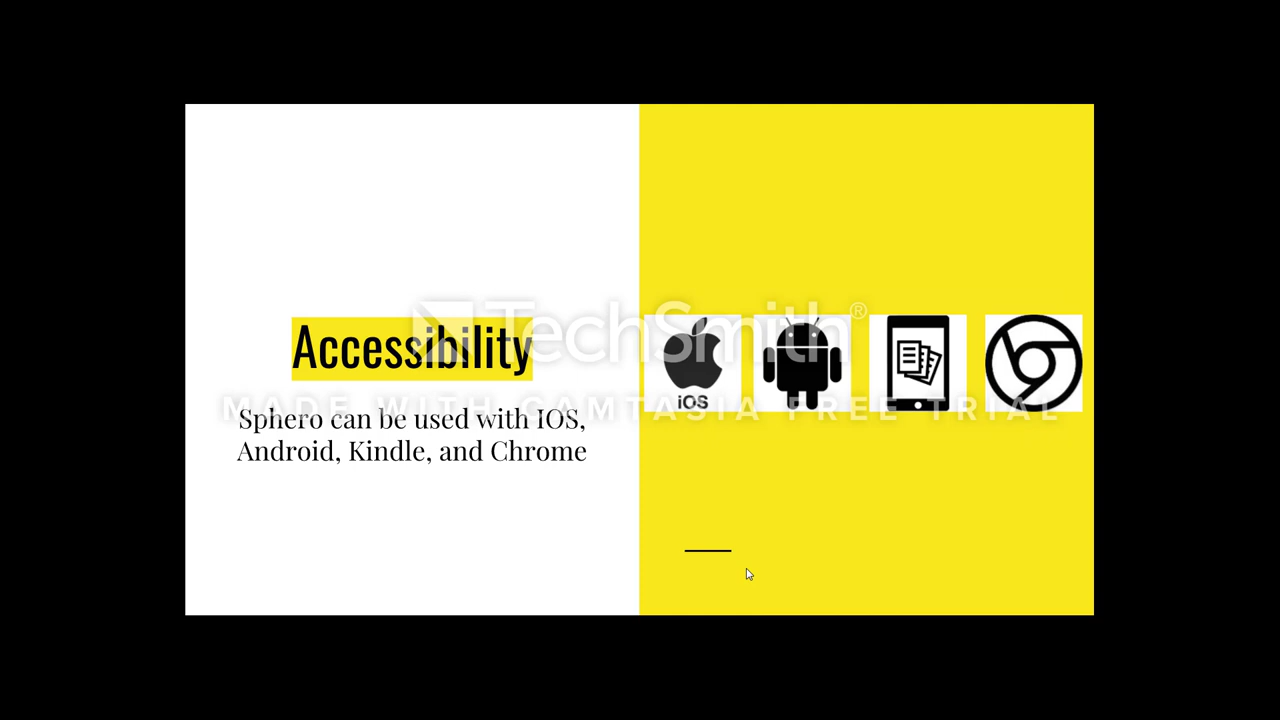 TechSmith®
Accessibility
iOS
MADE WITH CAMTASIA FREE TRIAL
Sphero can be used with IOS,
Android, Kindle, and Chrome